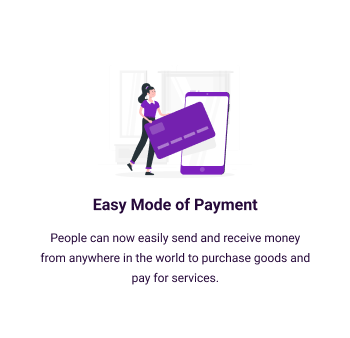 Easy Mode of Payment
People can now easily send and receive money
from anywhere in the world to purchase goods and
pay for services.